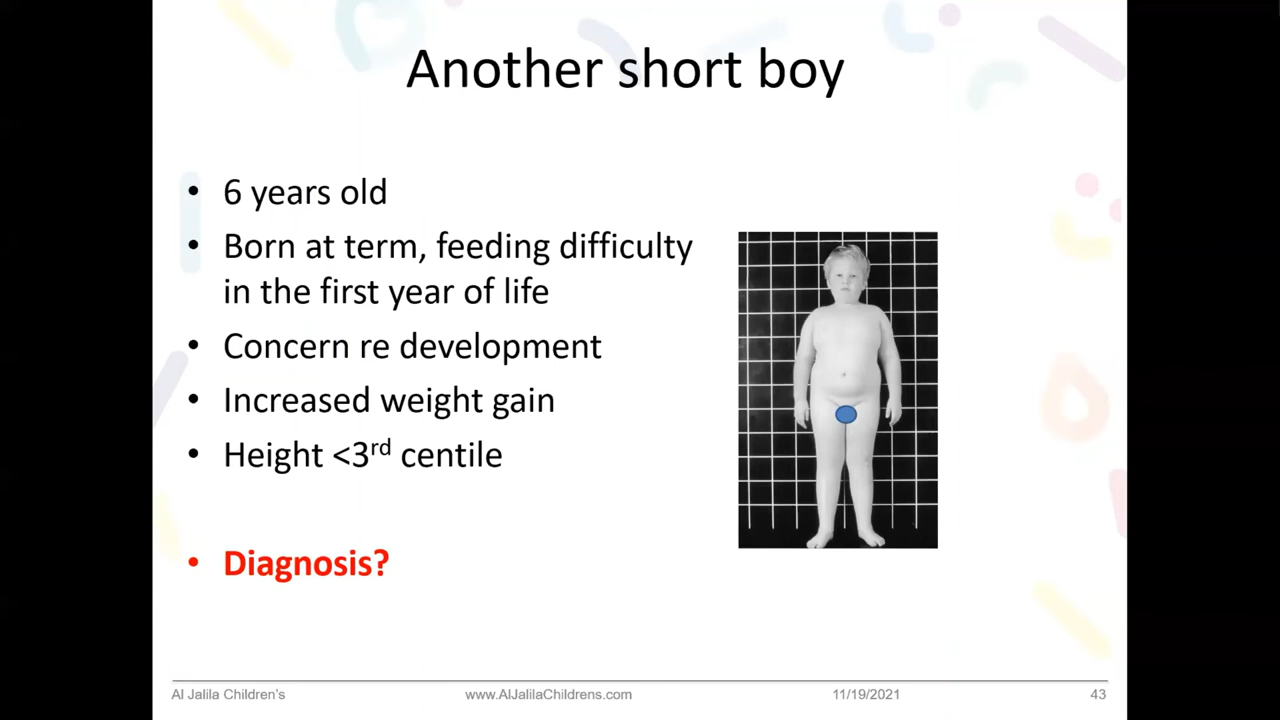 Another short boy
• 6 years old
• Born at term, feeding difficulty
in the first year of life
• Concern re development
• Increased weight gain
• Height <3rd centile
• Diagnosis?
Al Jalila Children's
www.AlJalilaChildrens.com
11/19/2021
43